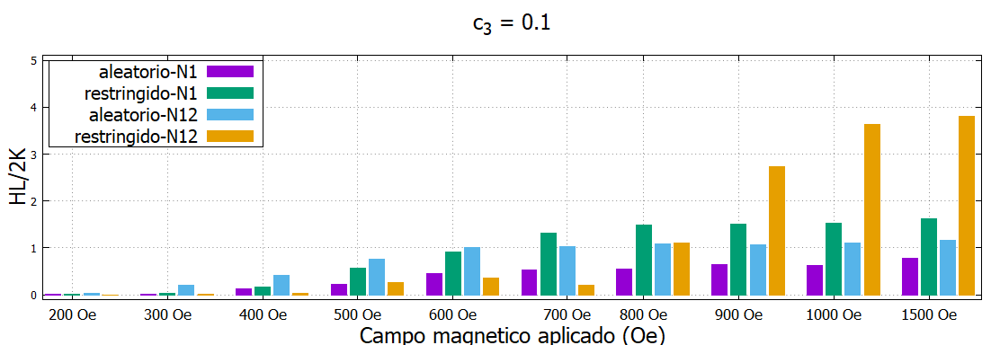 c3 = 0.1
aleatorio-N1
restringido-N1
aleatorio-N12
restringido-N12
HL/2K
5
4
3
2
1
0
200 Oe 300 Oe 400 Oe 500 Oe 600 Oe 700 Oe 800 Oe 900 Oe 1000 Oe 1500 Oe
Campo magnetico aplicado (Oe)